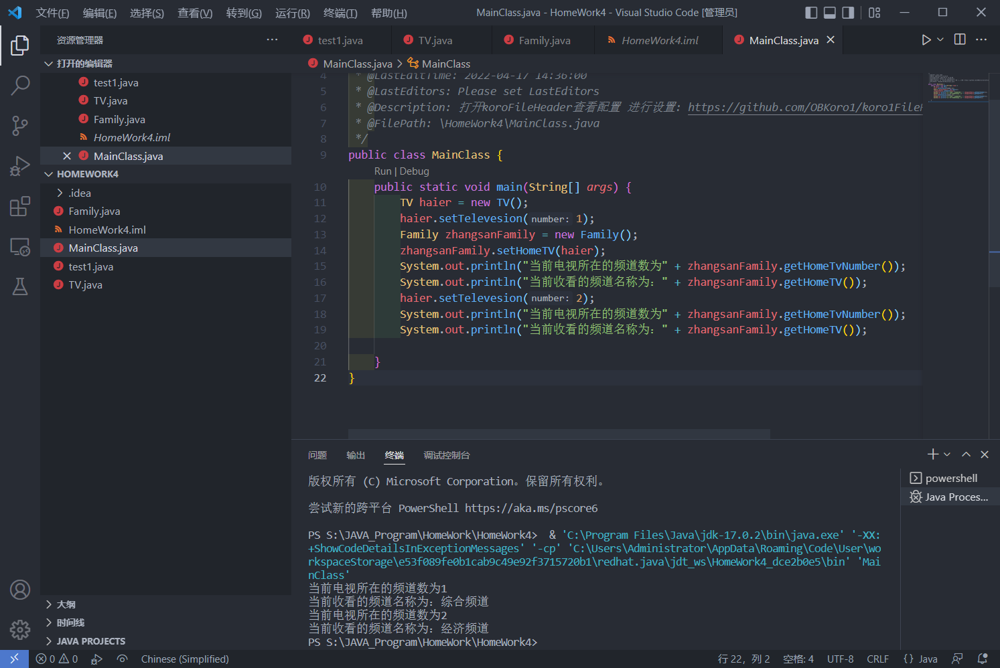 文件(F) 编辑(E) 选择(S) 查看(V) 转到(G) 运行(R) 终端(T) 帮助(H) MainClass.java - HomeWork4 - Visual Studio Code [管理员]
资源管理器
test1.java TV.java Family.java HomeWork4.iml MainClass.java
打开的编辑器
test1.java
TV.java
Family.java
HomeWork4.iml
MainClass.java
HOMEWORK4
.idea
Family.java
HomeWork4.iml
MainClass.java
test1.java
TV.java
大纲
时间线
JAVA PROJECTS
MainClass.java > MainClass
4 * @LastEditTime: 2022-04-17 14:36:00
5 * @LastEditors: Please set LastEditors
6 * @Description: 打开koroFileHeader查看配置 进行设置: https://github.com/OBKoro1/koro1FileH
7 * @FilePath: \HomeWork4\MainClass.java
8 */
9 public class MainClass {
Run | Debug
10 public static void main(String[] args) {
11 TV haier = new TV();
12 haier.setTelevesion( number: 1);
13 Family zhangsanFamily = new Family();
14 zhangsanFamily.setHomeTV(haier);
15 System.out.println("当前电视所在的频道数为" + zhangsanFamily.getHomeTvNumber());
16 System.out.println("当前收看的频道名称为: " + zhangsanFamily.getHomeTV());
17 haier.setTelevesion( number: 2);
18 System.out.println("当前电视所在的频道数为" + zhangsanFamily.getHomeTvNumber());
19 System.out.println("当前收看的频道名称为: " + zhangsanFamily.getHomeTV());
20
21 }
22 }
问题 输出 终端 调试控制台
版权所有 (C) Microsoft Corporation。保留所有权利。
尝试新的跨平台 PowerShell https://aka.ms/pscore6
PS S:\JAVA_Program\HomeWork\HomeWork4>  & 'C:\Program Files\Java\jdk-17.0.2\bin\java.exe' '-XX:
+ShowCodeDetailsInExceptionMessages' '-cp' 'C:\Users\Administrator\AppData\Roaming\Code\User\wo
rkspaceStorage\e53f089fe0b1cab9c49e92f3715720b1\redhat.java\jdt_ws\HomeWork4_dce2b0e5\bin' 'Mai
nClass'
当前电视所在的频道数为1
当前收看的频道名称为: 综合频道
当前电视所在的频道数为2
当前收看的频道名称为: 经济频道
PS S:\JAVA_Program\HomeWork\HomeWork4>
powershell
Java Proces...
0 0 Chinese (Simplified) 行 22, 列 2 空格: 4 UTF-8 CRLF {} Java